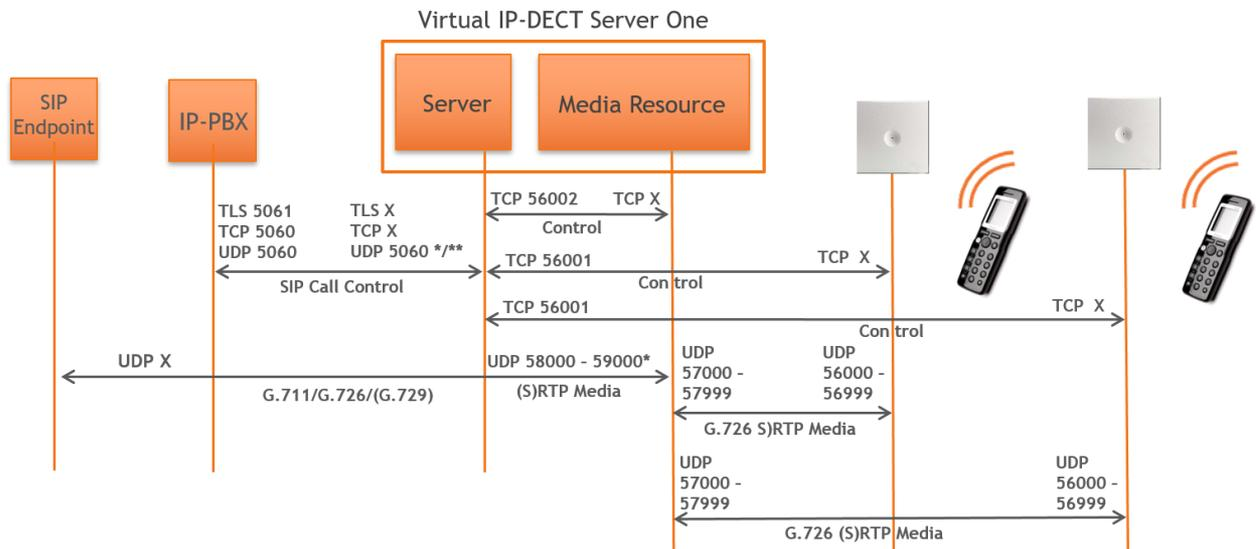 Virtual IP-DECT Server One
SIP
Endpoint
IP-PBX
Server
Media Resource
TCP 56002
TCP X
Control
TLS 5061
TLS X
TCP 5060
TCP X
UDP 5060
UDP 5060 */**
SIP Call Control
TCP 56001
TCP X
Control
TCP 56001
TCP X
Control
UDP X
UDP 58000 – 59000*
G.711/G.726/(G.729)
(S)RTP Media
UDP
57000 –
57999
UDP
56000 –
56999
G.726 S)RTP Media
UDP
57000 –
57999
UDP
56000 –
56999
G.726 (S)RTP Media